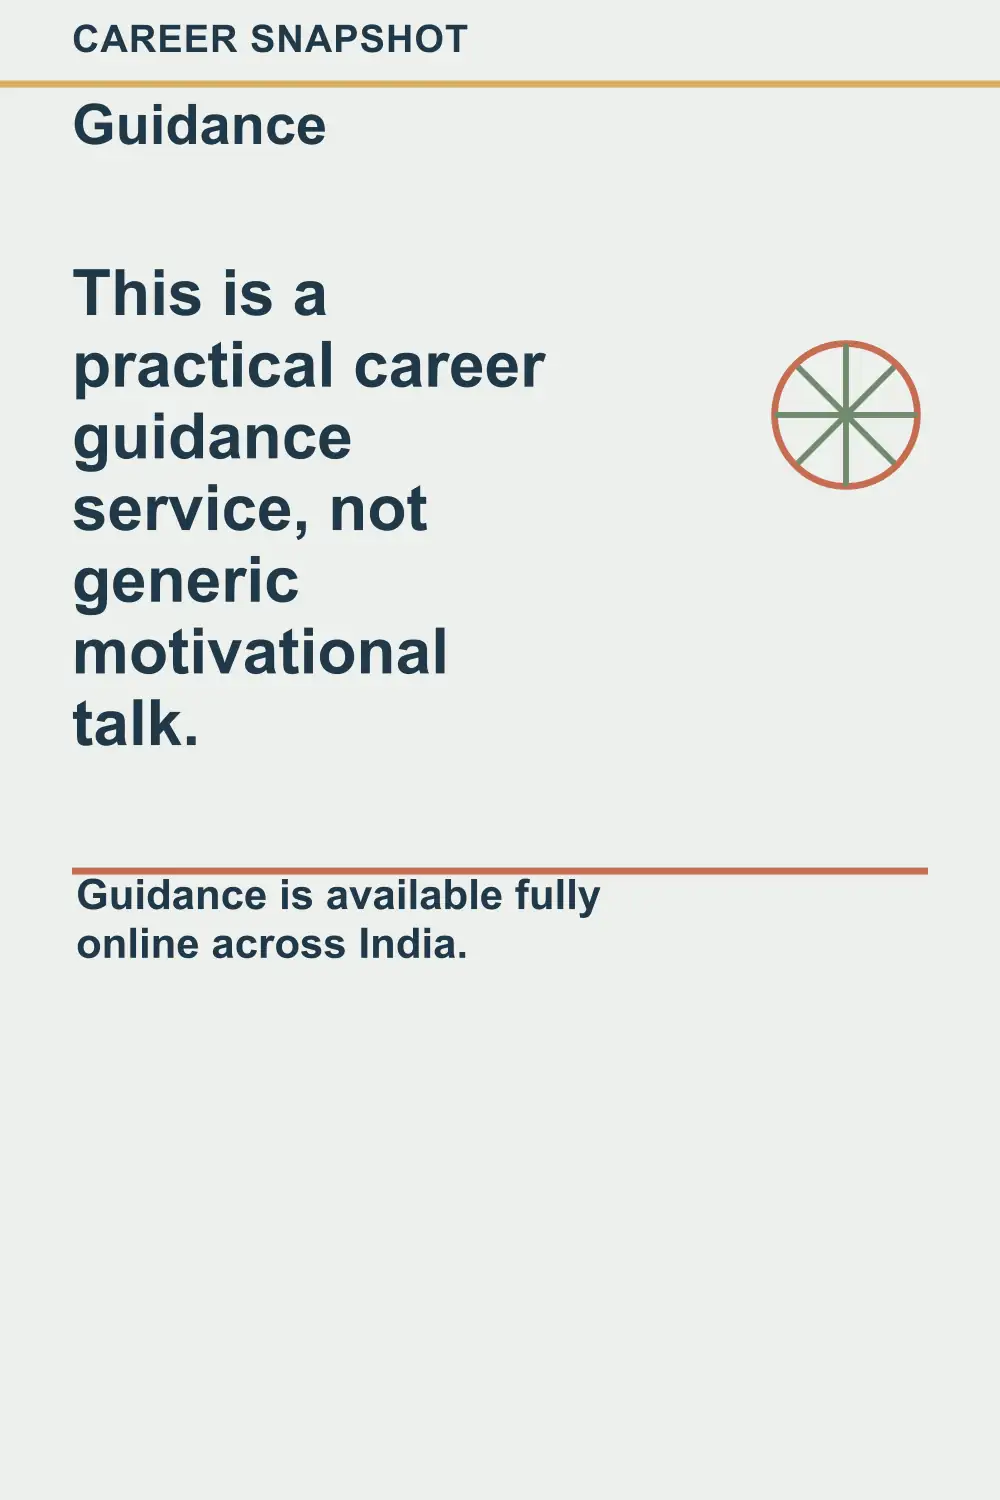 CAREER SNAPSHOT
Guidance
This is a
practical career
guidance
service, not
generic
motivational
talk.
Guidance is available fully
online across India.